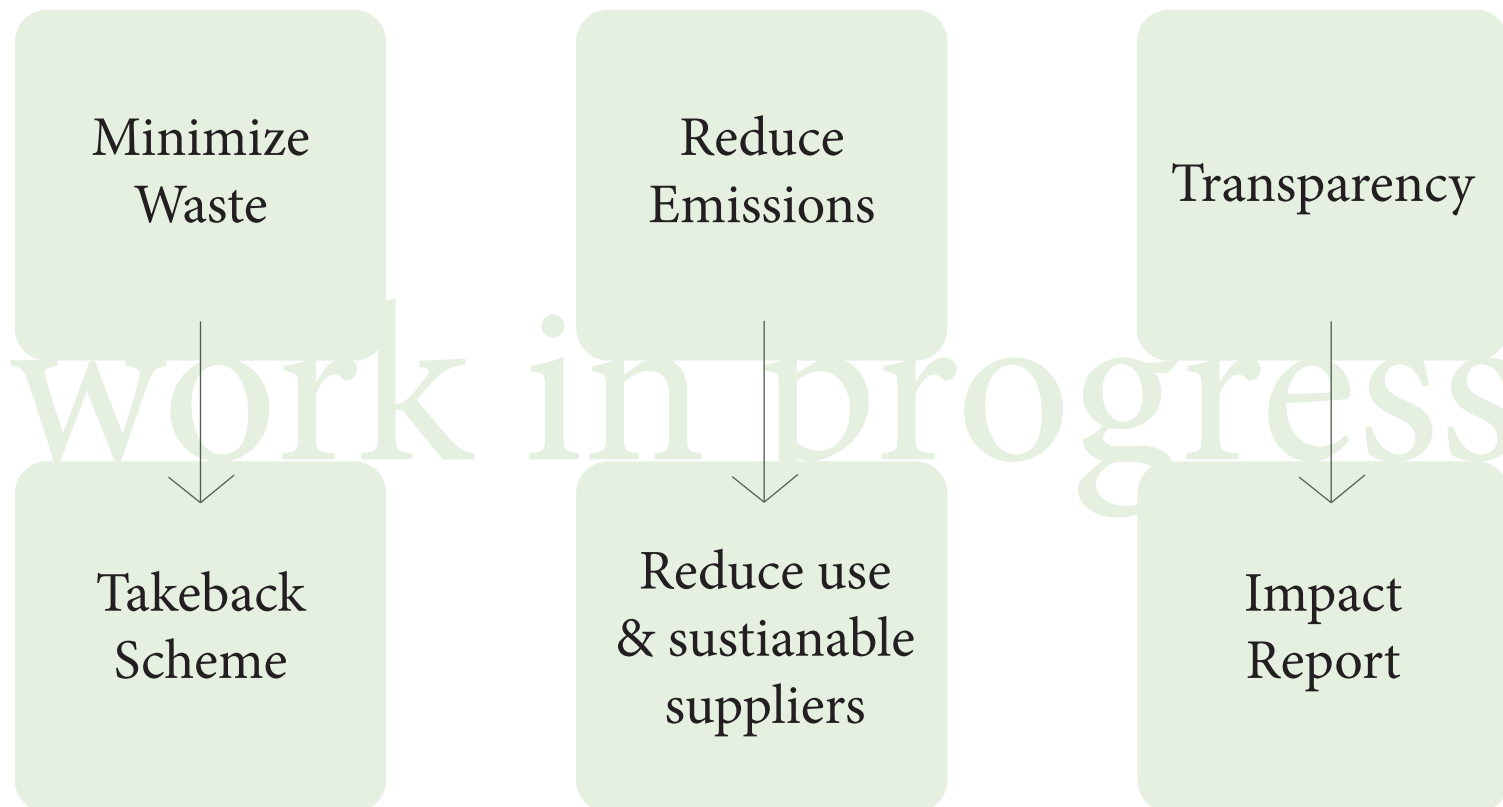 Minimize
Waste
Reduce
Emissions
Transparency
work in progress
Takeback
Scheme
Reduce use
& sustianable
suppliers
Impact
Report